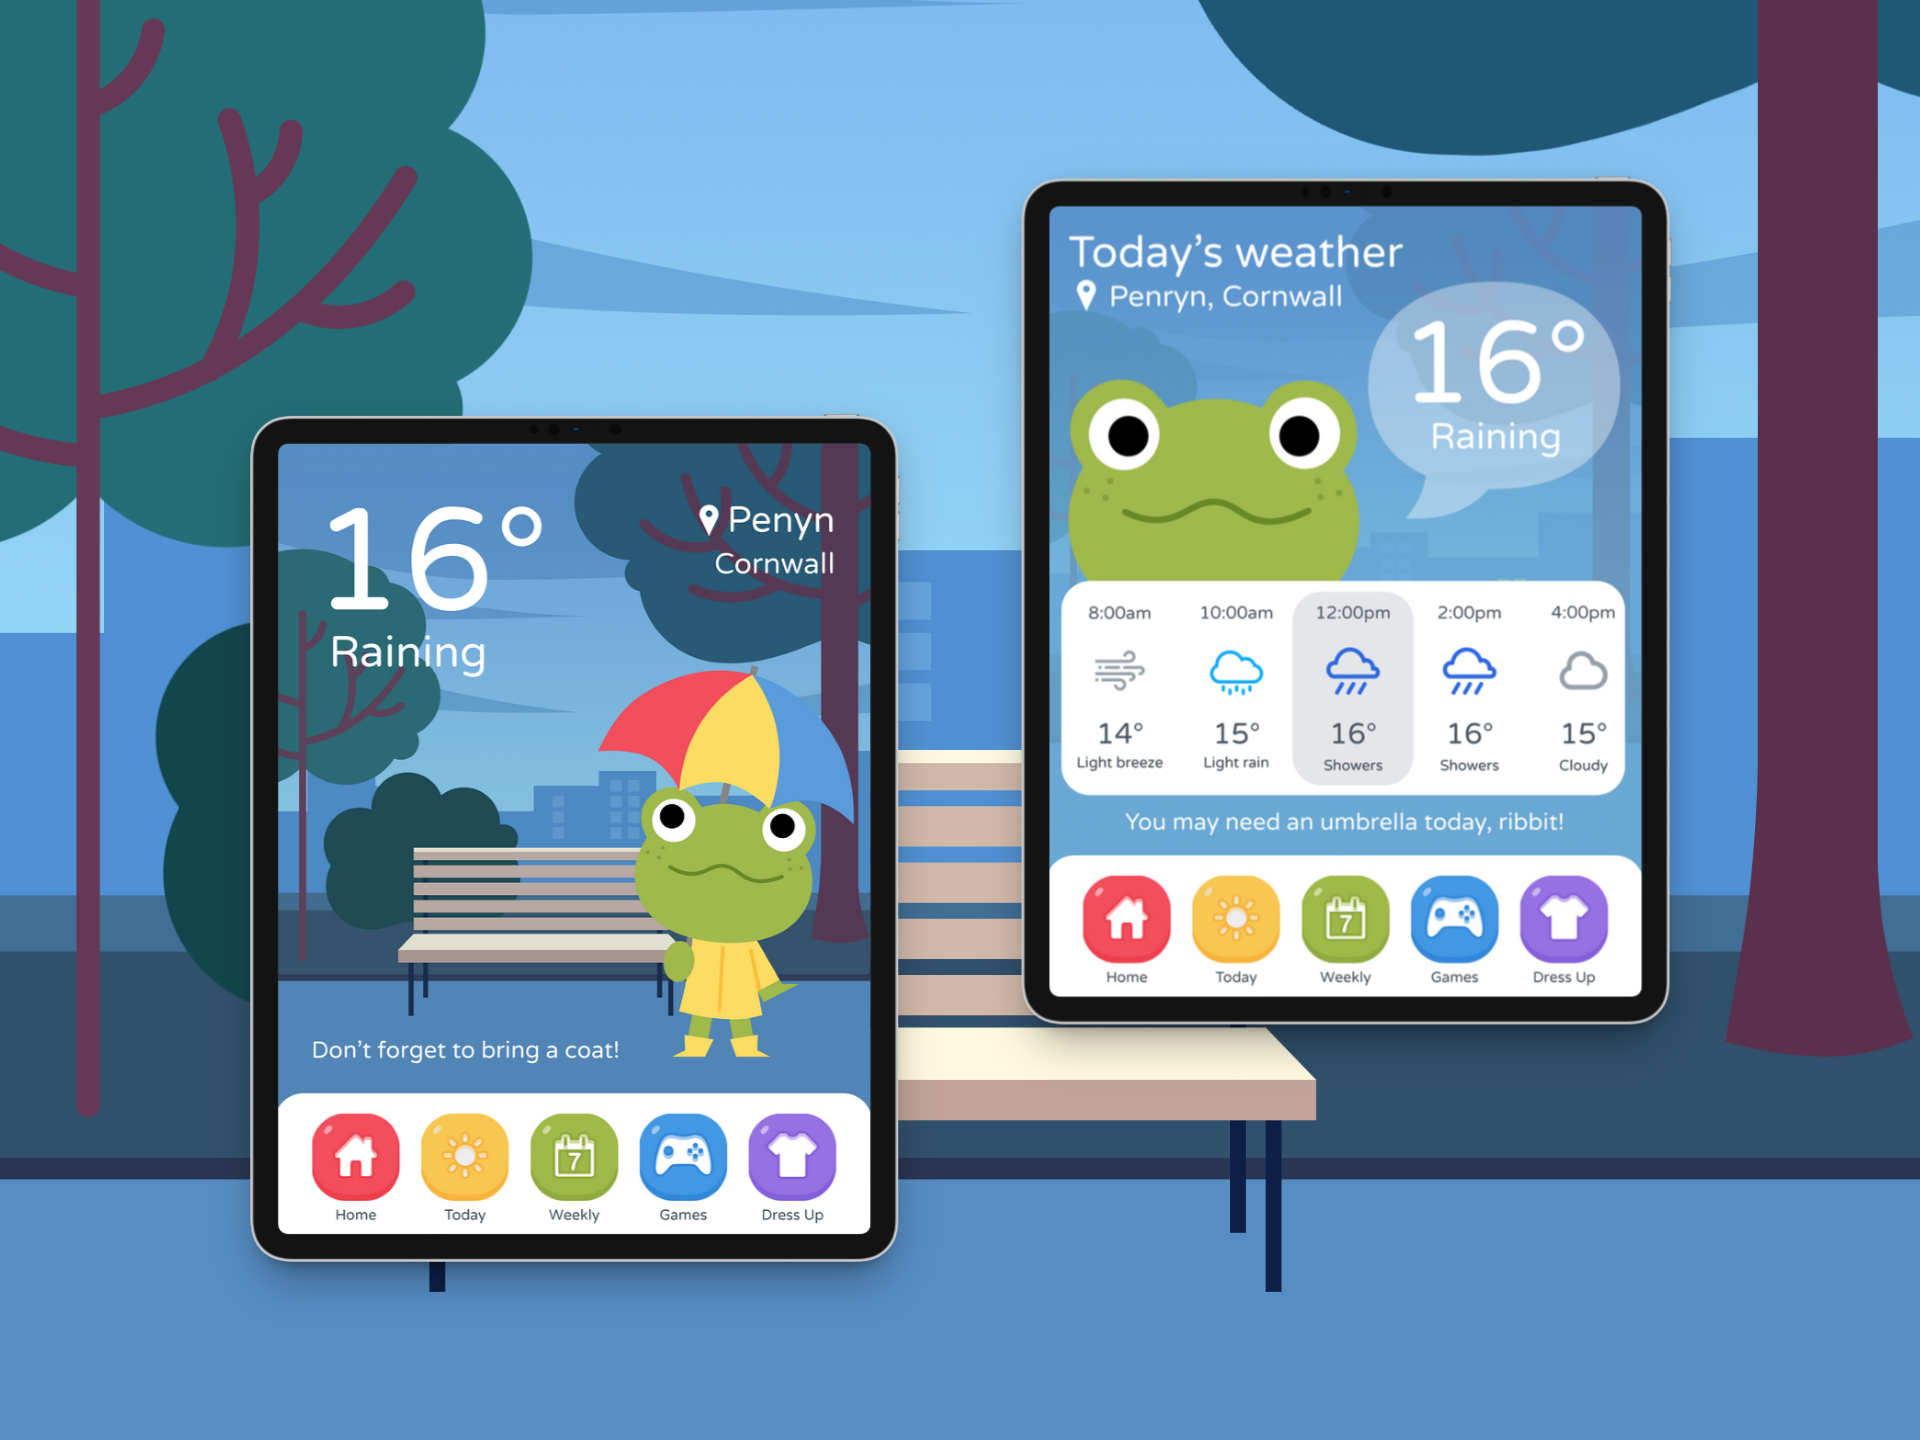 16°
Penyn
Cornwall
Raining
Don't forget to bring a coat!
7
Home Today Weekly Games Dress Up
Today's weather
Penryn, Cornwall
16°
Raining
8:00am 10:00am 12:00pm 2:00pm 4:00pm
14° 15° 16° 16° 15°
Light breeze Light rain Showers Showers Cloudy
You may need an umbrella today, ribbit!
7
Home Today Weekly Games Dress Up